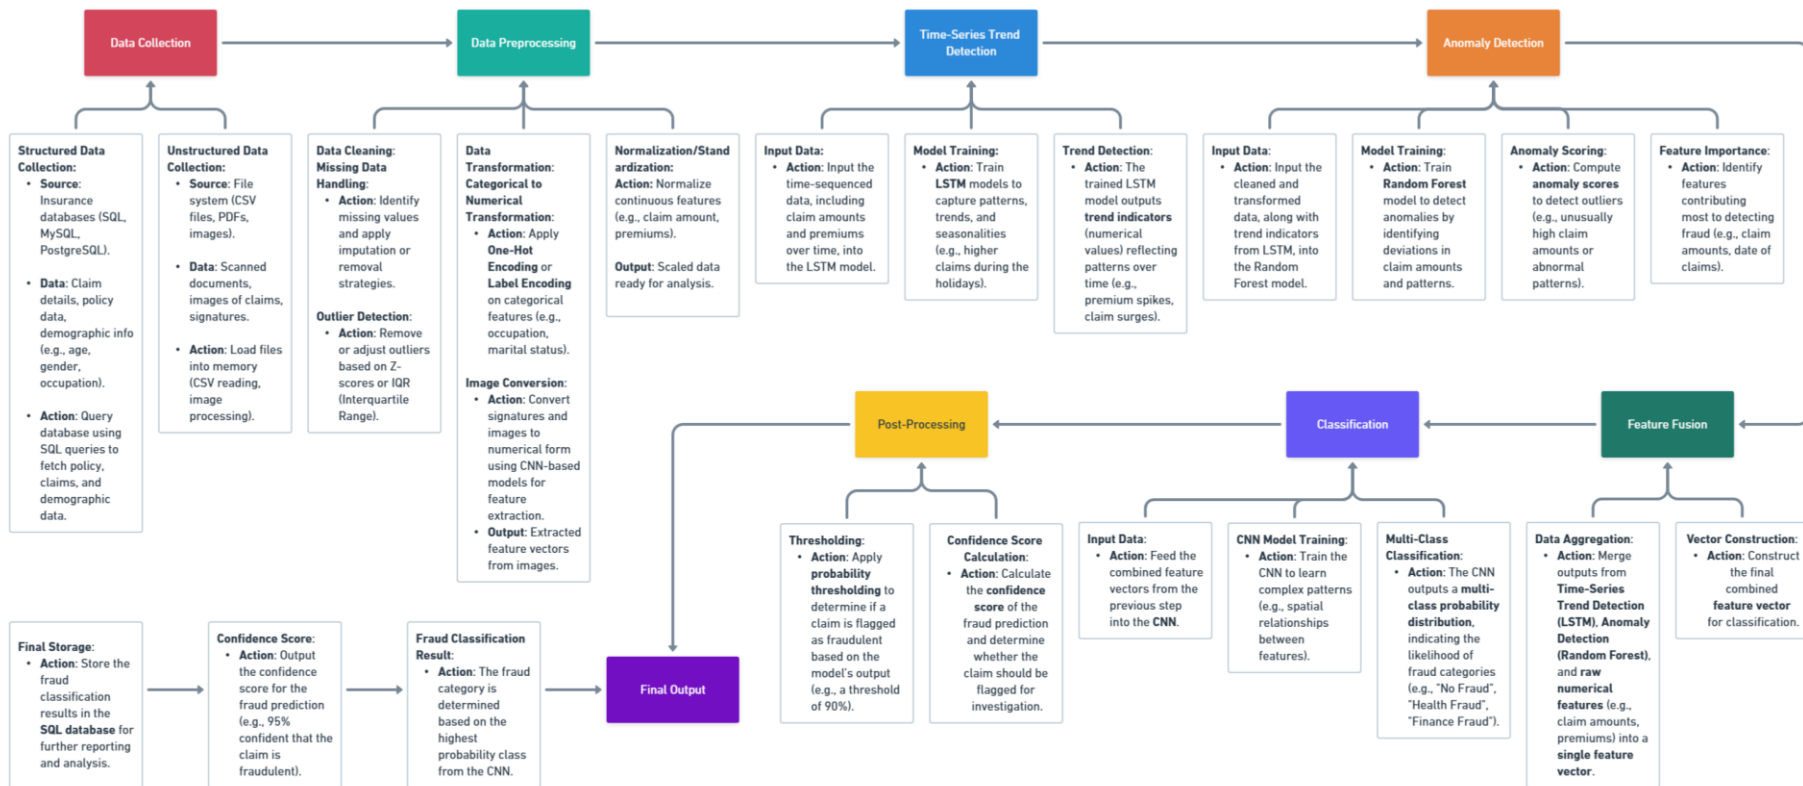 Data Collection
Data Preprocessing
Time-Series Trend
Detection
Anomaly Detection
Structured Data
Collection:
• Source:
Insurance
databases (SQL,
MySQL,
PostgreSQL).
• Data: Claim
details, policy
data,
demographic info
(e.g., age,
gender,
occupation).
• Action: Query
database using
SQL queries to
fetch policy,
claims, and
demographic
data.
Unstructured Data
Collection:
• Source: File
system (CSV
files, PDFs,
images).
• Data: Scanned
documents,
images of claims,
signatures.
• Action: Load files
into memory
(CSV reading,
image
processing).
Data Cleaning:
Missing Data
Handling:
• Action: Identify
missing values
and apply
imputation or
removal
strategies.
Outlier Detection:
• Action: Remove
or adjust outliers
based on Z-
scores or IQR
(Interquartile
Range).
Data
Transformation:
Categorical to
Numerical
Transformation:
• Action: Apply
One-Hot
Encoding or
Label Encoding
on categorical
features (e.g.,
occupation,
marital status).
Image Conversion:
• Action: Convert
signatures and
images to
numerical form
using CNN-based
models for
feature
extraction.
• Output: Extracted
feature vectors
from images.
Normalization/Stand
ardization:
Action: Normalize
continuous features
(e.g., claim amount,
premiums).
Output: Scaled data
ready for analysis.
Input Data:
• Action: Input the
time-sequenced
data, including
claim amounts
and premiums
over time, into
the LSTM model.
Model Training:
• Action: Train
LSTM models to
capture patterns,
trends, and
seasonalities
(e.g., higher
claims during the
holidays).
Trend Detection:
• Action: The
trained LSTM
model outputs
trend indicators
(numerical
values) reflecting
patterns over
time (e.g.,
premium spikes,
claim surges).
Input Data:
• Action: Input the
cleaned and
transformed
data, along with
trend indicators
from LSTM, into
the Random
Forest model.
Model Training:
• Action: Train
Random Forest
model to detect
anomalies by
identifying
deviations in
claim amounts
and patterns.
Anomaly Scoring:
• Action: Compute
anomaly scores
to detect outliers
(e.g., unusually
high claim
amounts or
abnormal
patterns).
Feature Importance:
• Action: Identify
features
contributing
most to detecting
fraud (e.g., claim
amounts, date of
claims).
Post-Processing
Classification
Feature Fusion
Thresholding:
• Action: Apply
probability
thresholding to
determine if a
claim is flagged
as fraudulent
based on the
model's output
(e.g., a threshold
of 90%).
Confidence Score
Calculation:
• Action: Calculate
the confidence
score of the
fraud prediction
and determine
whether the
claim should be
flagged for
investigation.
Input Data:
• Action: Feed the
combined feature
vectors from the
previous step
into the CNN.
CNN Model Training:
• Action: Train the
CNN to learn
complex patterns
(e.g., spatial
relationships
between
features).
Multi-Class
Classification:
• Action: The CNN
outputs a multi-
class probability
distribution,
indicating the
likelihood of
fraud categories
(e.g., "No Fraud",
"Health Fraud",
"Finance Fraud").
Data Aggregation:
• Action: Merge
outputs from
Time-Series
Trend Detection
(LSTM), Anomaly
Detection
(Random Forest),
and raw
numerical
features (e.g.,
claim amounts,
premiums) into a
single feature
vector.
Vector Construction:
• Action: Construct
the final
combined
feature vector
for classification.
Final Storage:
• Action: Store the
fraud
classification
results in the
SQL database for
further reporting
and analysis.
Confidence Score:
• Action: Output
the confidence
score for the
fraud prediction
(e.g., 95%
confident that the
claim is
fraudulent).
Fraud Classification
Result:
• Action: The fraud
category is
determined
based on the
highest
probability class
from the CNN.
Final Output